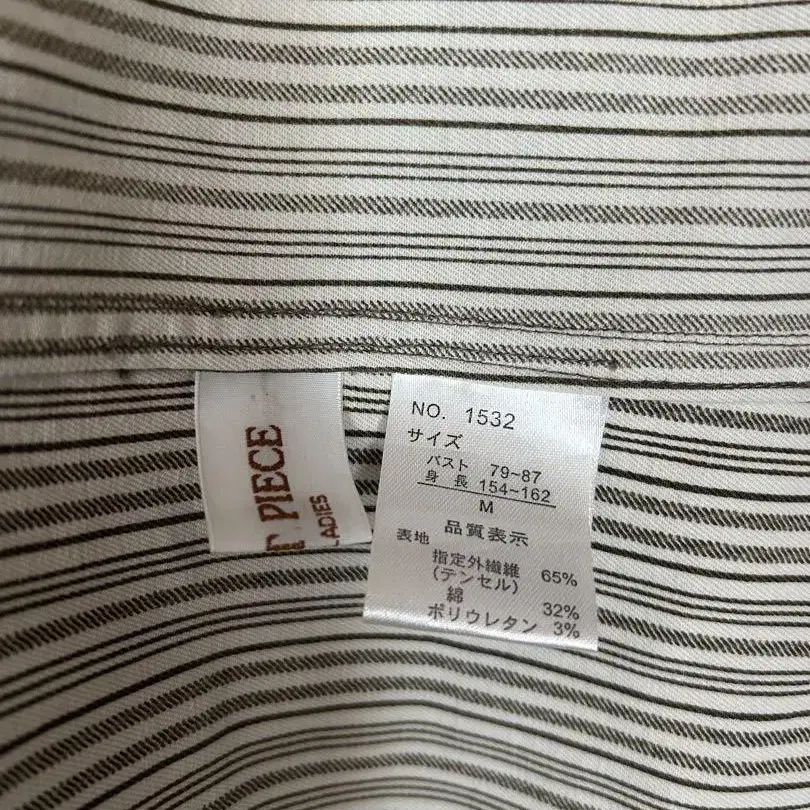 T PIECE
LADIES
NO. 1532
サイズ
バスト 79~87
身 長 154~162
M
品質表示
表地 指定外繊維 65%
(テンセル)
綿 32%
ポリウレタン 3%